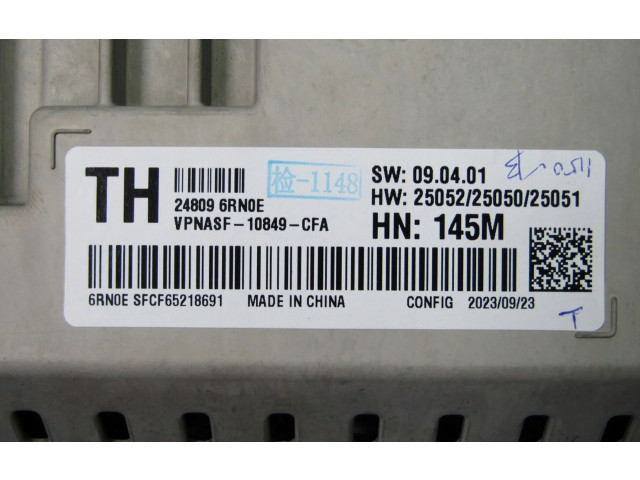 TH
24809 6RN0E
VPNASF-10849-CFA
检-1148
SW: 09.04.01
HW: 25052/25050/25051
HN: 145M
6RN0E SFCF65218691 MADE IN CHINA CONFIG 2023/09/23
T